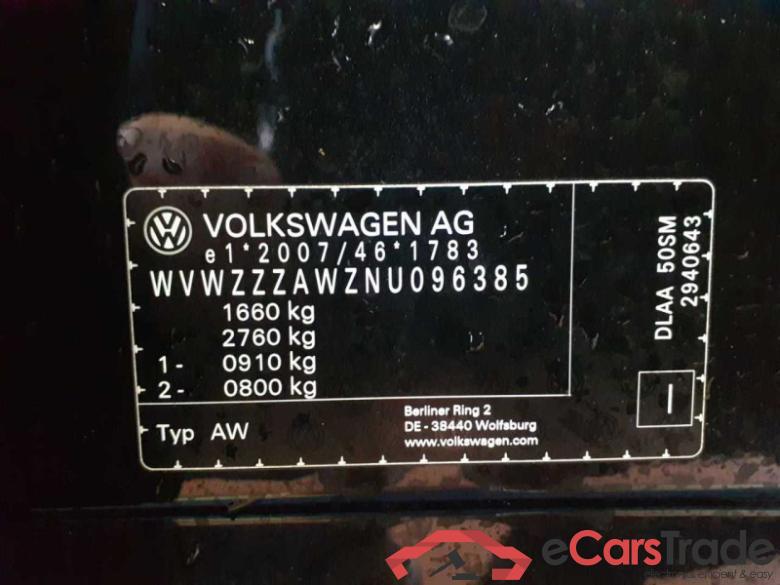 VOLKSWAGEN AG
e1*2007/46*1783
WVWZZZAWZNU096385
1660 kg
2760 kg
1- 0910 kg
2- 0800 kg
Typ AW
Berliner Ring 2
DE - 38440 Wolfsburg
www.volkswagen.com
DLAA 50SM
2940643
eCarsTrade